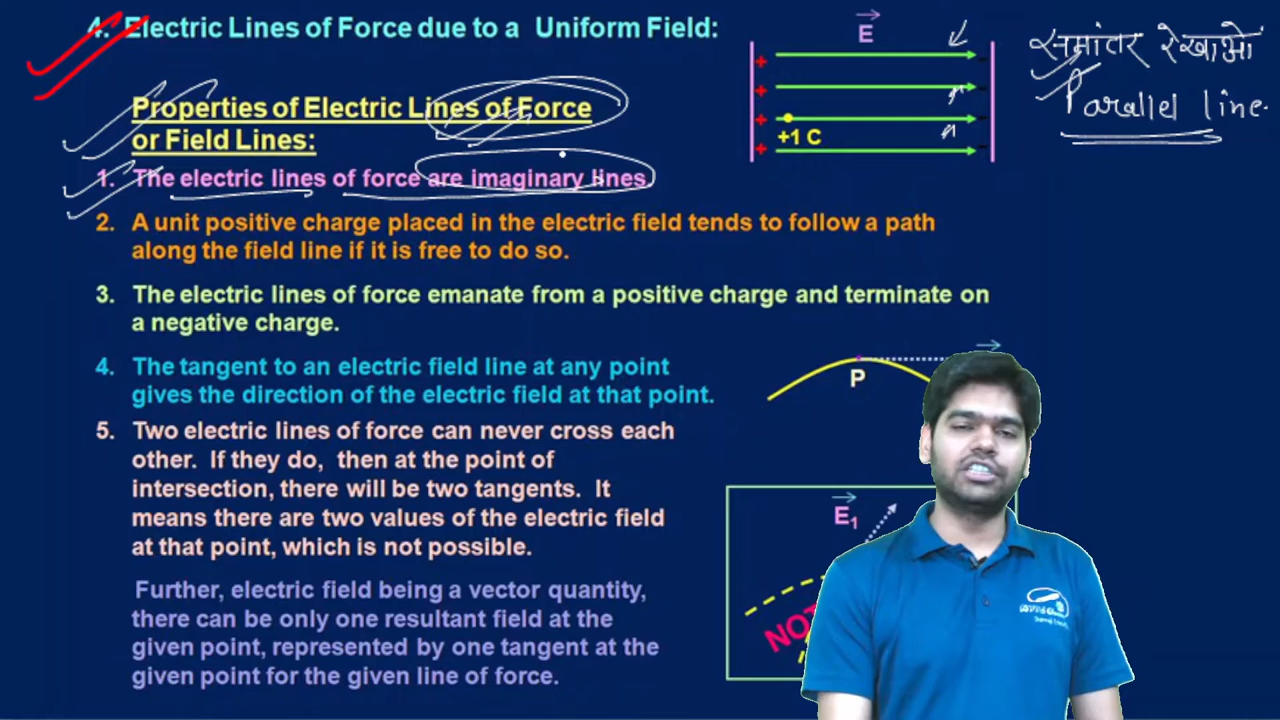 4. Electric Lines of Force due to a Uniform Field:
E
समांतर रेखाओं
Parallel line.
+ -
+ -
+ -
+1 C
+ -
Properties of Electric Lines of Force
or Field Lines:
1. The electric lines of force are imaginary lines.
2. A unit positive charge placed in the electric field tends to follow a path
along the field line if it is free to do so.
3. The electric lines of force emanate from a positive charge and terminate on
a negative charge.
4. The tangent to an electric field line at any point
gives the direction of the electric field at that point.
P
5. Two electric lines of force can never cross each
other. If they do, then at the point of
intersection, there will be two tangents. It
means there are two values of the electric field
at that point, which is not possible.
E1
NOT
Further, electric field being a vector quantity,
there can be only one resultant field at the
given point, represented by one tangent at the
given point for the given line of force.